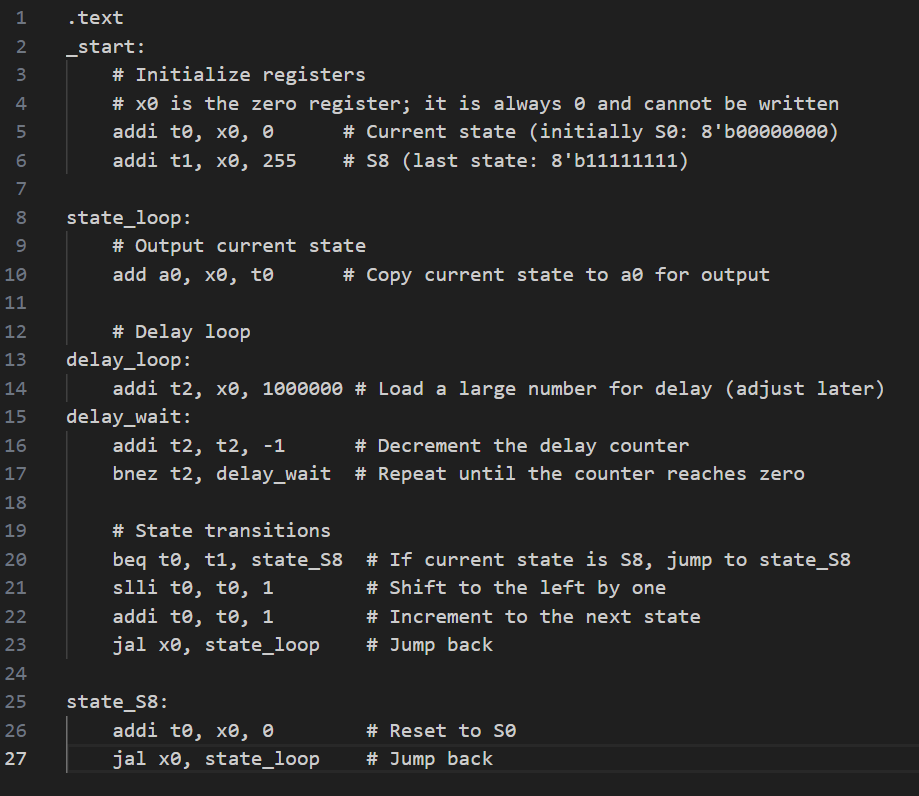 1 .text
2 _start:
3 # Initialize registers
4 # x0 is the zero register; it is always 0 and cannot be written
5 addi t0, x0, 0 # Current state (initially S0: 8'b00000000)
6 addi t1, x0, 255 # S8 (last state: 8'b11111111)
7
8 state_loop:
9 # Output current state
10 add a0, x0, t0 # Copy current state to a0 for output
11
12 # Delay loop
13 delay_loop:
14 addi t2, x0, 1000000 # Load a large number for delay (adjust later)
15 delay_wait:
16 addi t2, t2, -1 # Decrement the delay counter
17 bnez t2, delay_wait # Repeat until the counter reaches zero
18
19 # State transitions
20 beq t0, t1, state_S8 # If current state is S8, jump to state_S8
21 slli t0, t0, 1 # Shift to the left by one
22 addi t0, t0, 1 # Increment to the next state
23 jal x0, state_loop # Jump back
24
25 state_S8:
26 addi t0, x0, 0 # Reset to S0
27 jal x0, state_loop # Jump back